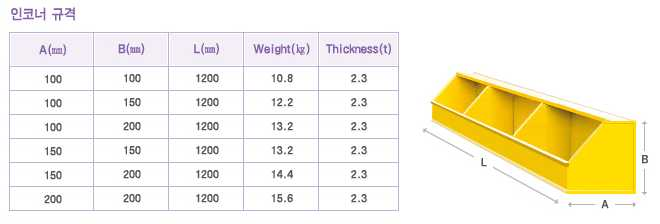 인코너 규격
A(㎜) B(㎜) L(㎜) Weight(㎏) Thickness(t)
100 100 1200 10.8 2.3
100 150 1200 12.2 2.3
100 200 1200 13.2 2.3
150 150 1200 13.2 2.3
150 200 1200 14.4 2.3
200 200 1200 15.6 2.3
L
B
A